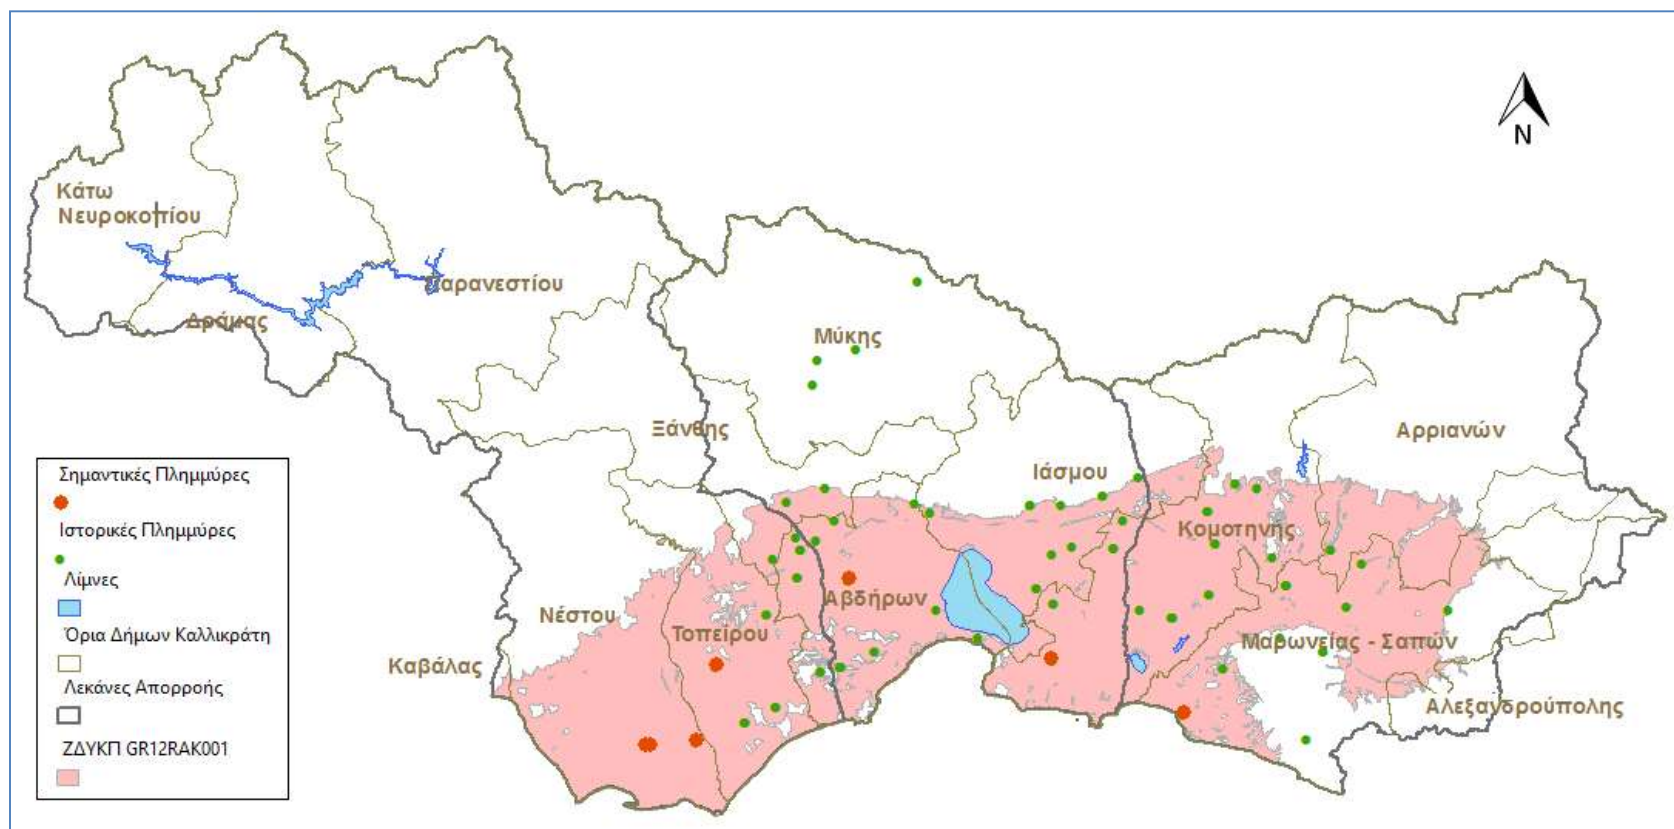 N
Κάτω
Νευροκοπίου
Παρανεστίου
Δράμας
Μύκης
Ξάνθης
Αρριανών
Ιάσμου
Κομοτηνής
Αβδήρων
Νέστου
Τοπείρου
Μαρωνείας - Σαπών
Καβάλας
Αλεξανδρούπολης
Σημαντικές Πλημμύρες
Ιστορικές Πλημμύρες
Λίμνες
Όρια Δήμων Καλλικράτη
Λεκάνες Απορροής
ΖΔΥΚΠ GR12RAK001